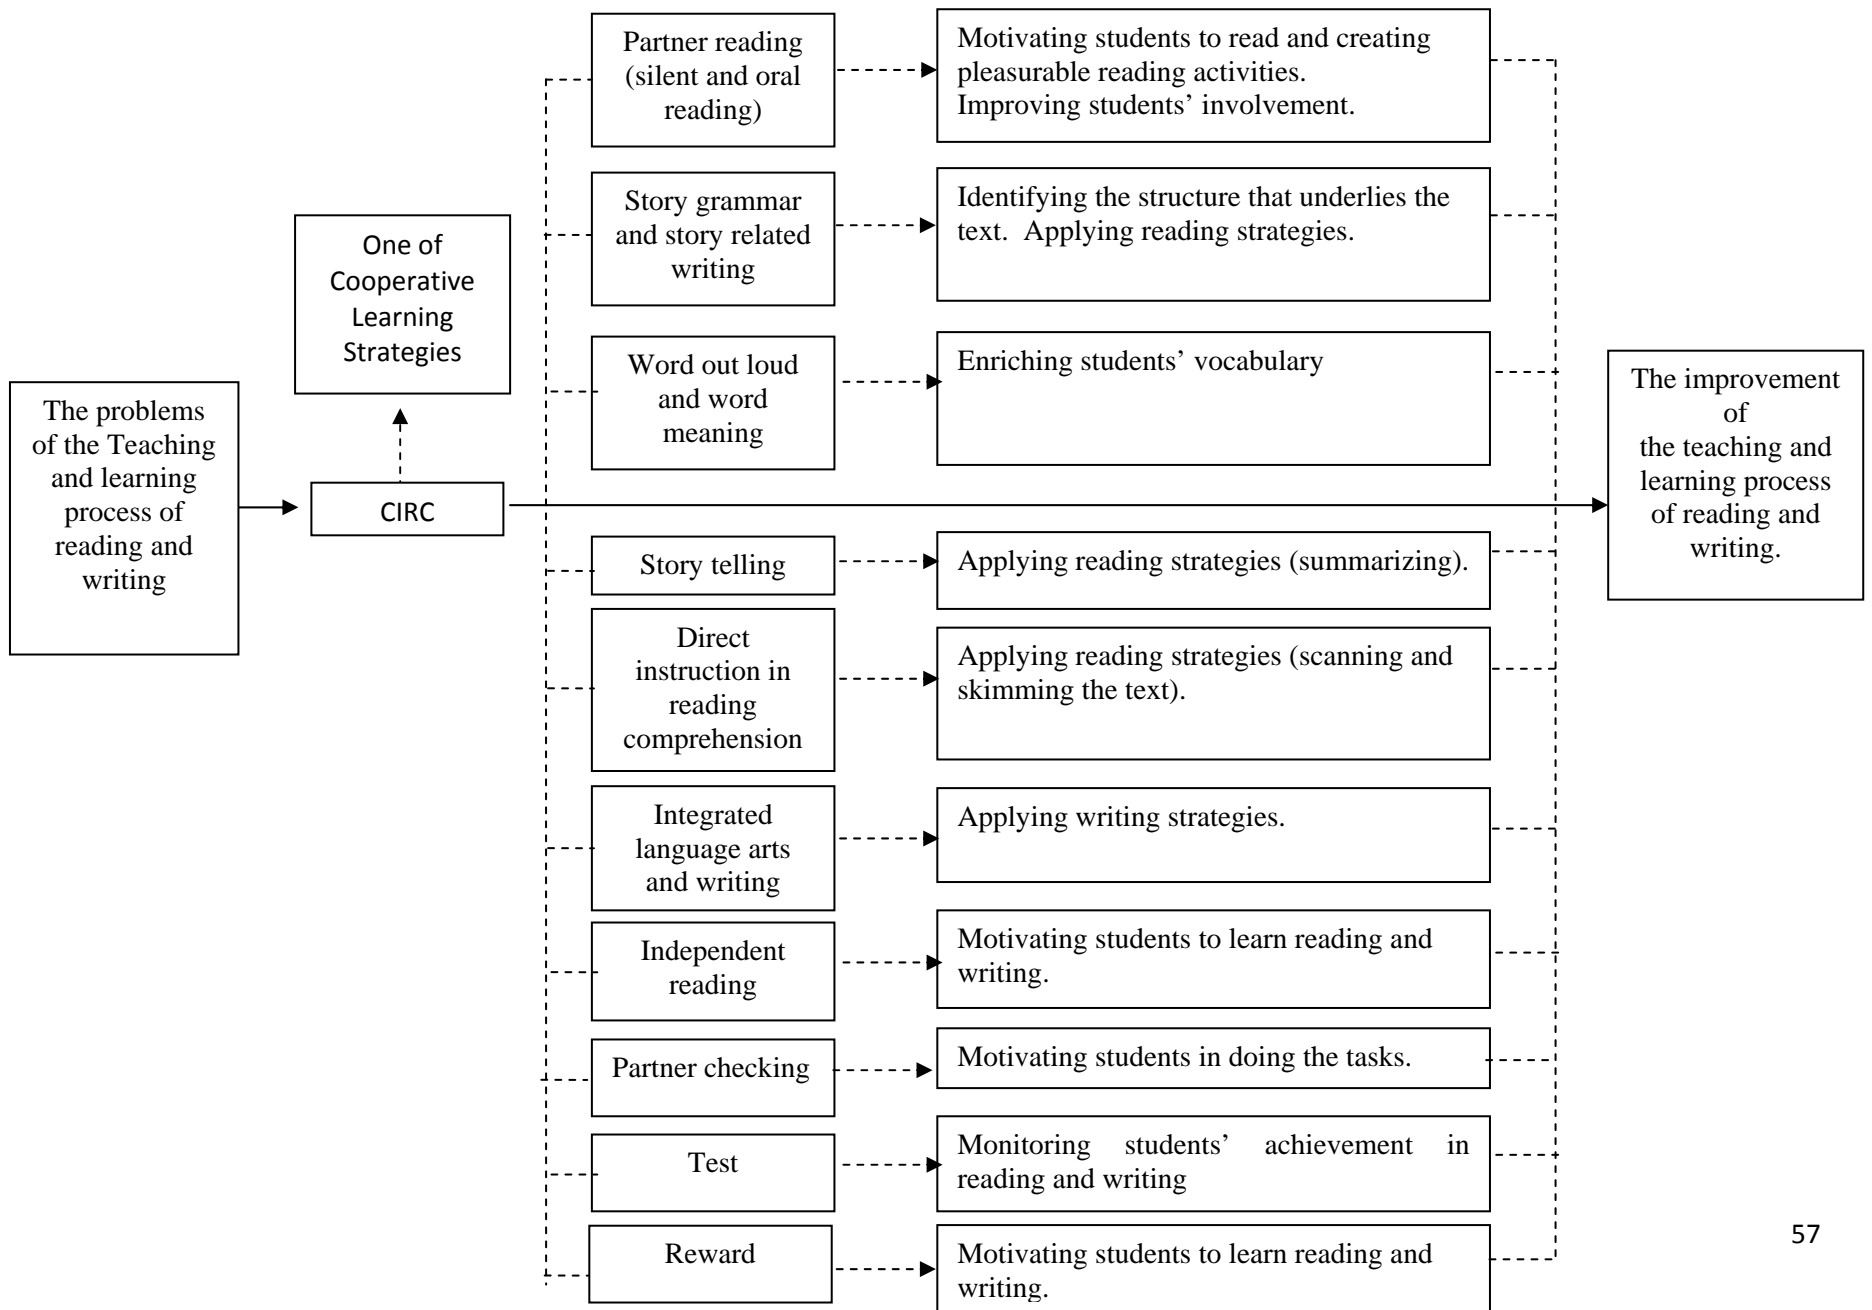 The problems
of the Teaching
and learning
process of
reading and
writing
One of
Cooperative
Learning
Strategies
CIRC
Partner reading
(silent and oral
reading)
Motivating students to read and creating
pleasurable reading activities.
Improving students’ involvement.
Story grammar
and story related
writing
Identifying the structure that underlies the
text.  Applying reading strategies.
Word out loud
and word
meaning
Enriching students’ vocabulary
Story telling
Applying reading strategies (summarizing).
Direct
instruction in
reading
comprehension
Applying reading strategies (scanning and
skimming the text).
Integrated
language arts
and writing
Applying writing strategies.
Independent
reading
Motivating students to learn reading and
writing.
Partner checking
Motivating students in doing the tasks.
Test
Monitoring students’ achievement in
reading and writing
Reward
Motivating students to learn reading and
writing.
The improvement
of
the teaching and
learning process
of reading and
writing.
57